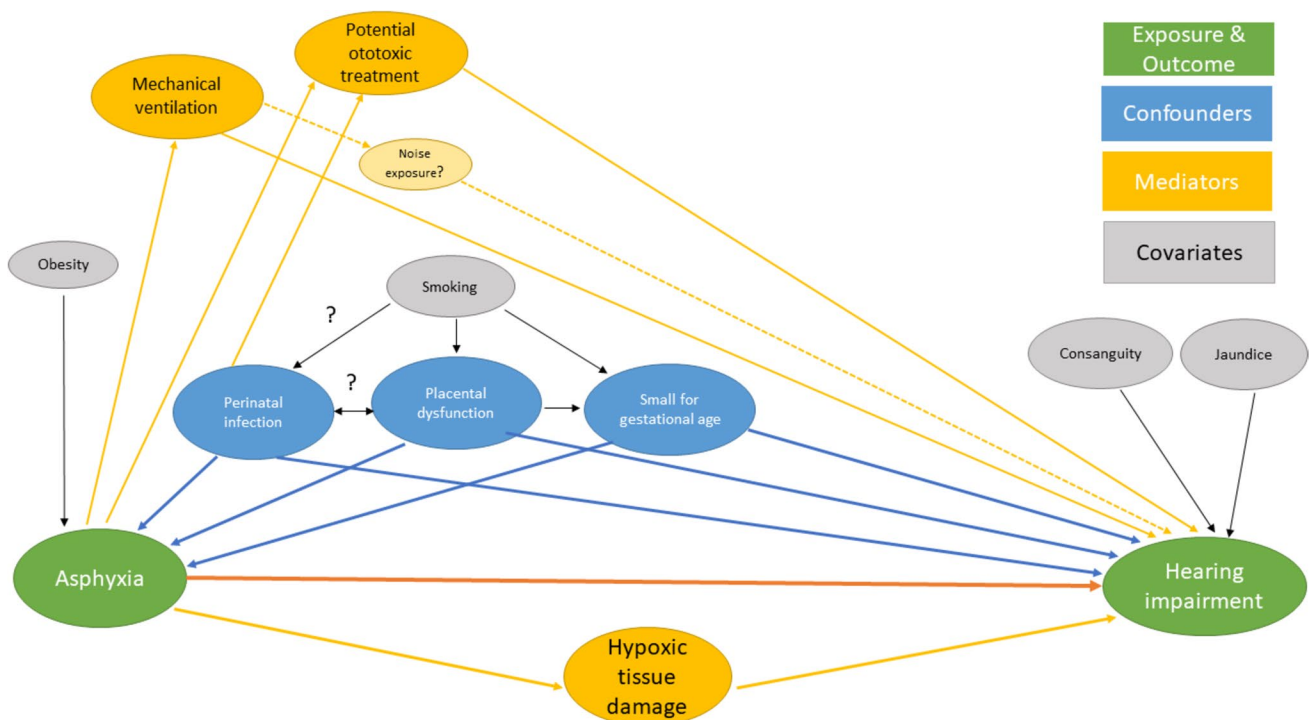 Potential
ototoxic
treatment
Mechanical
ventilation
Noise
exposure?
Exposure &
Outcome
Confounders
Mediators
Covariates
Obesity
Smoking
?
Consanguity
Jaundice
Perinatal
infection
?
Placental
dysfunction
Small for
gestational age
Asphyxia
Hearing
impairment
Hypoxic
tissue
damage